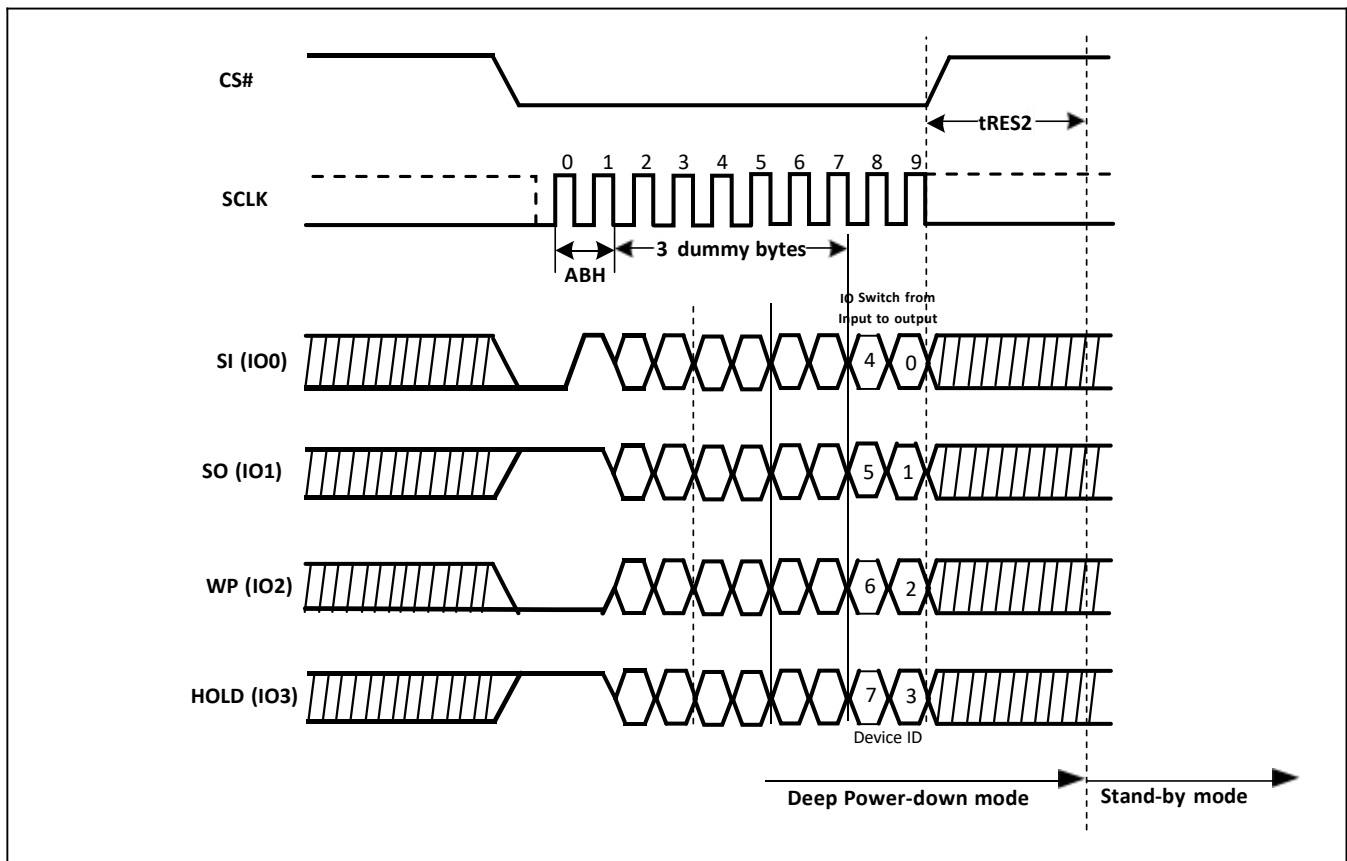 CS#
tRES2
0 1 2 3 4 5 6 7 8 9
SCLK
3 dummy bytes
ABH
IO Switch from
Input to output
SI (IO0)
4 0
SO (IO1)
5 1
WP (IO2)
6 2
HOLD (IO3)
7 3
Device ID
Deep Power-down mode Stand-by mode